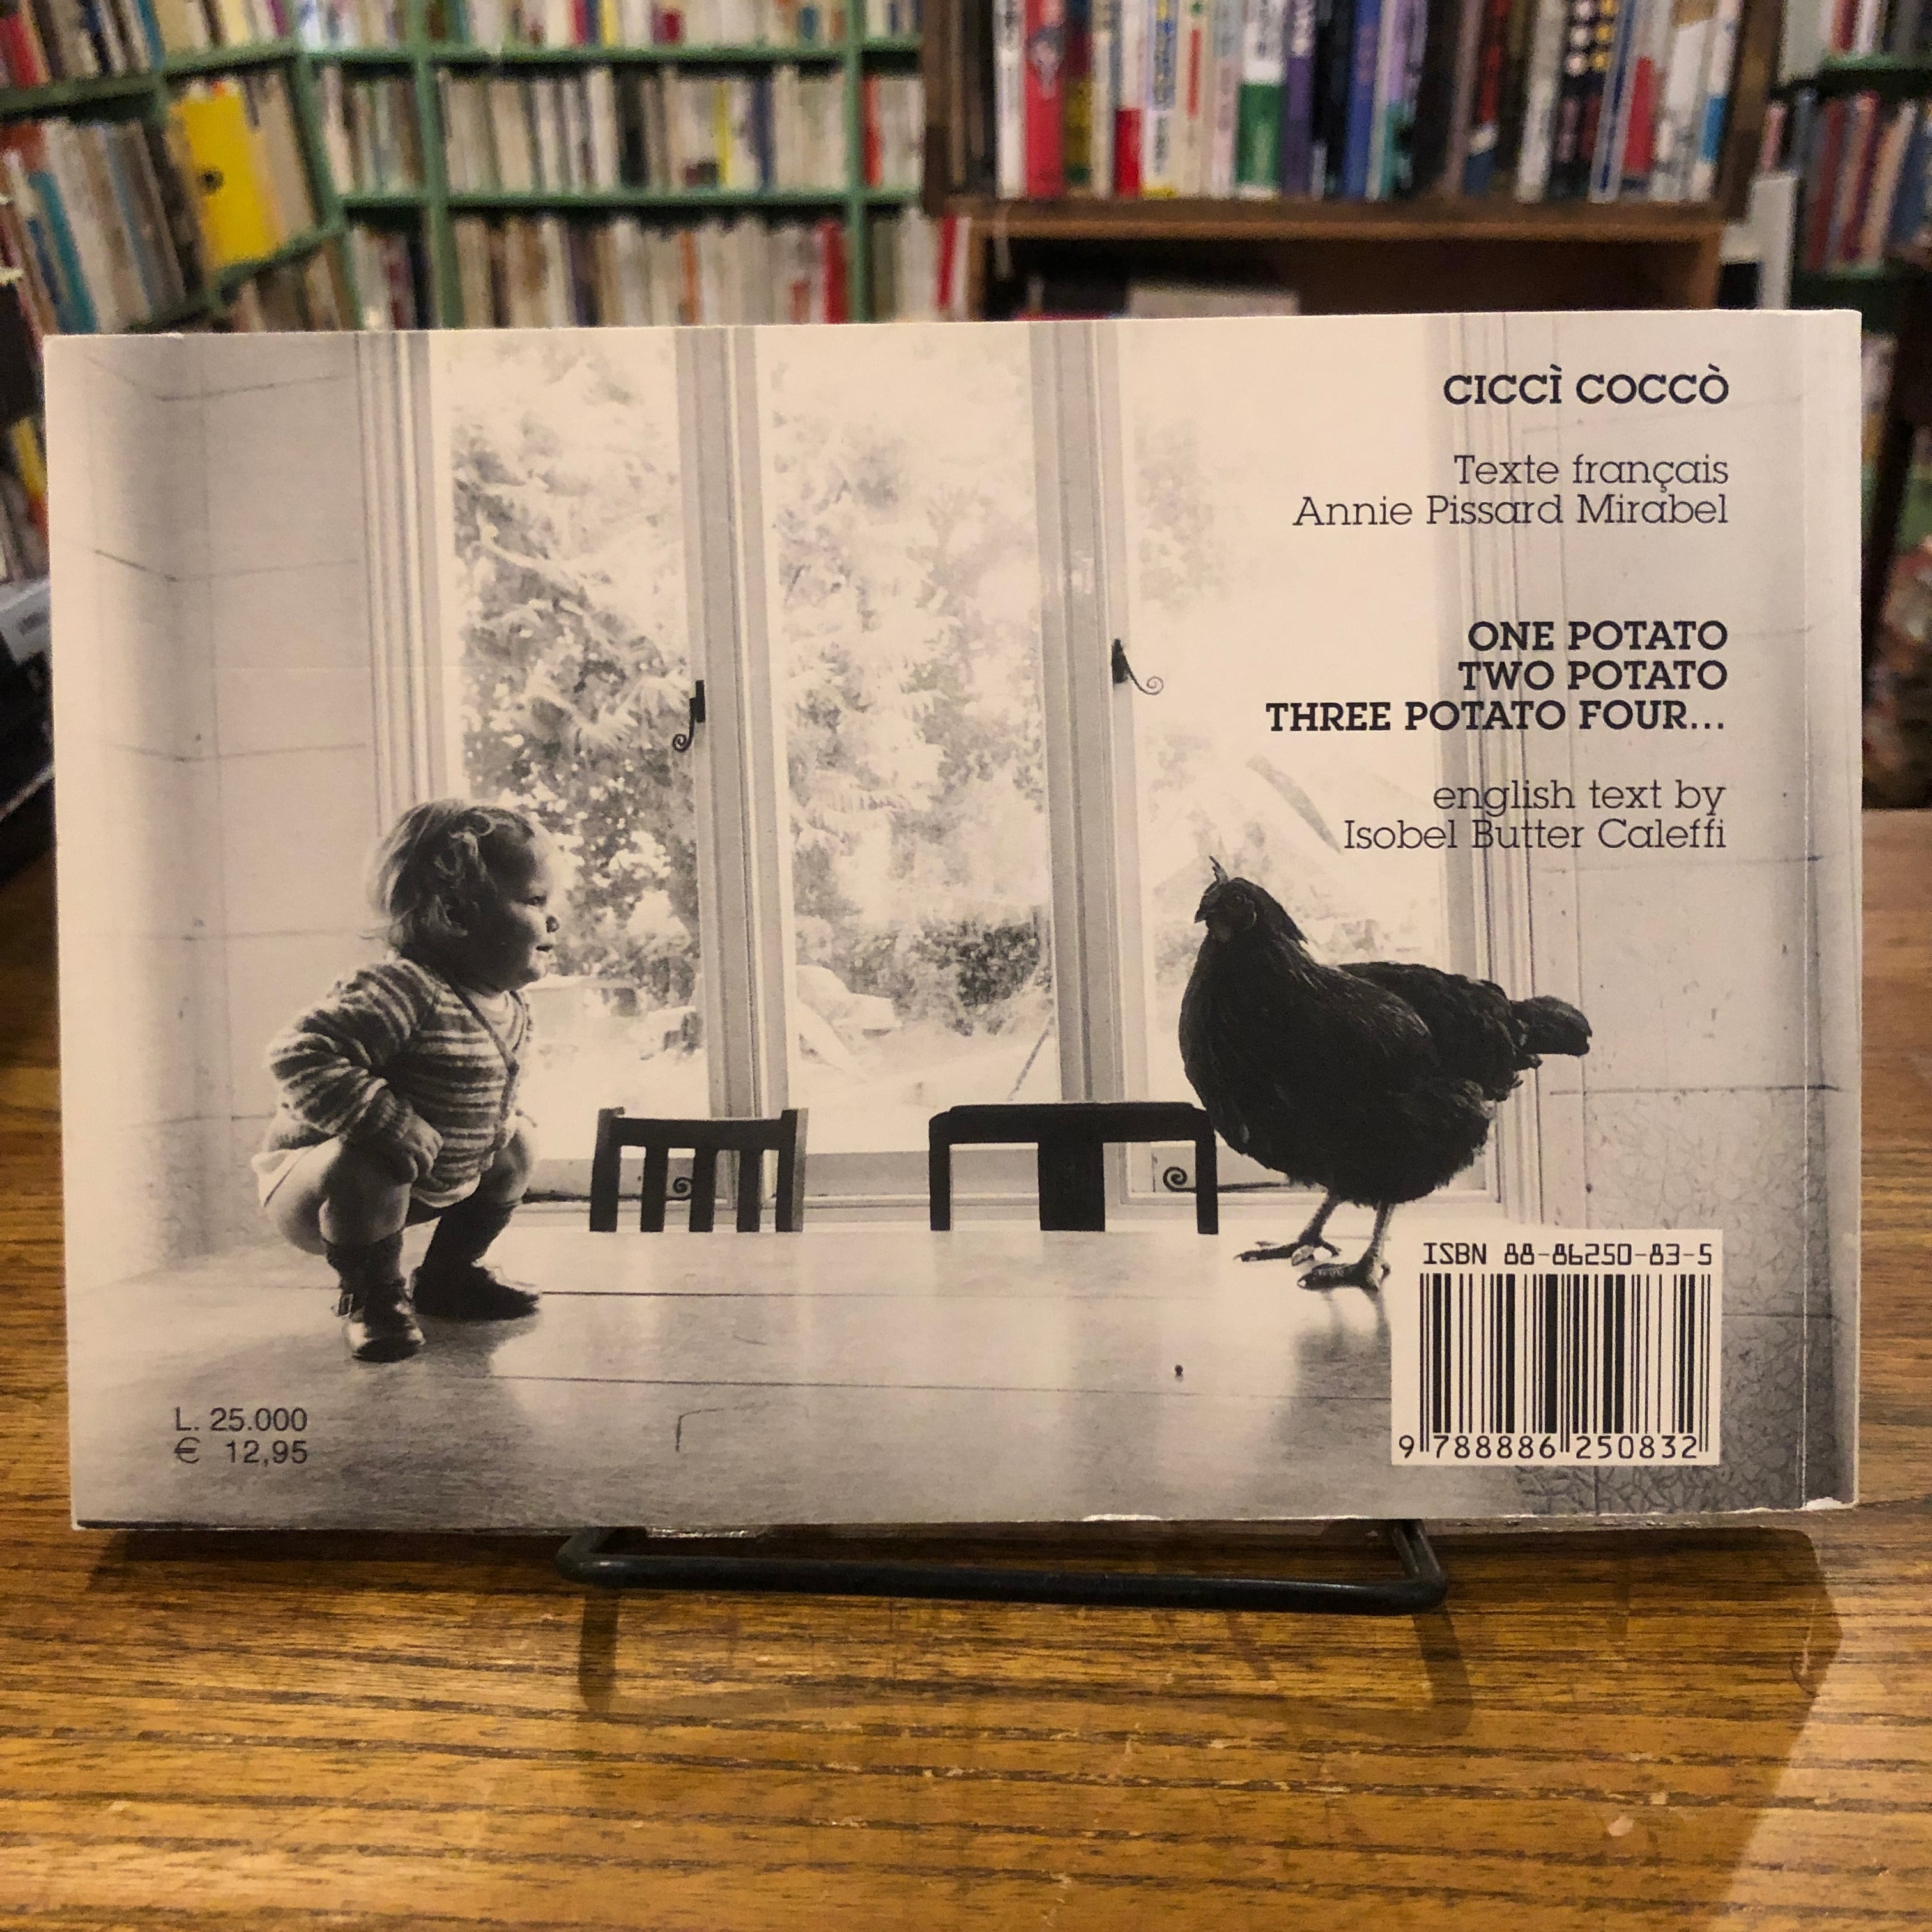 CICCÌ COCCÒ
Texte français
Annie Pissard Mirabel
ONE POTATO
TWO POTATO
THREE POTATO FOUR...
english text by
Isobel Butter Caleffi
ISBN 88-86250-83-5
9 788886 250832
L. 25.000
€ 12,95